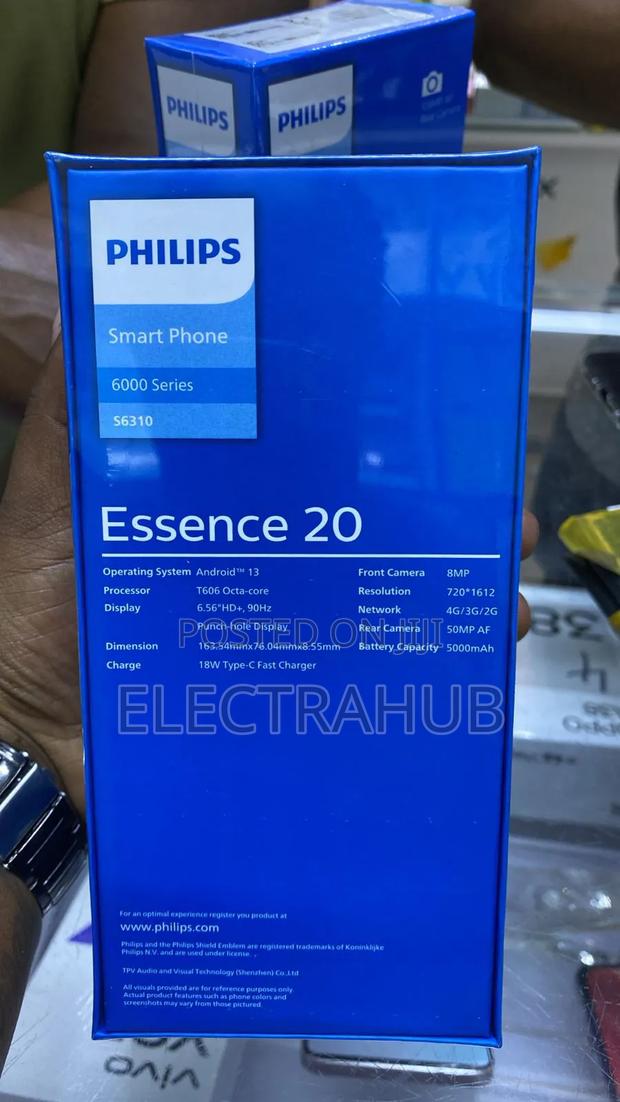 PHILIPS
PHILIPS
PHILIPS
Smart Phone
6000 Series
S6310
Essence 20
Operating System Android™ 13
Processor T606 Octa-core
Display 6.56"HD+, 90Hz
Punch-hole Display
Dimension 163.54mmx76.04mmx8.55mm
Charge 18W Type-C Fast Charger
Front Camera 8MP
Resolution 720*1612
Network 4G/3G/2G
Rear Camera 50MP AF
Battery Capacity 5000mAh
POSTED ON JIJI
ELECTRAHUB
For an optimal experience register you product at
www.philips.com
Philips and the Philips Shield Emblem are registered trademarks of Koninklijke
Philips N.V. and are used under license.
TPV Audio and Visual Technology (Shenzhen) Co.,Ltd
All visuals provided are for reference purposes only.
Actual product features such as phone colors and
screenshots may vary from those pictured.
oppo
vivo